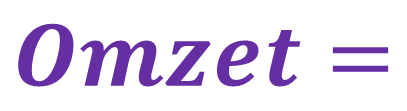 Omzet =